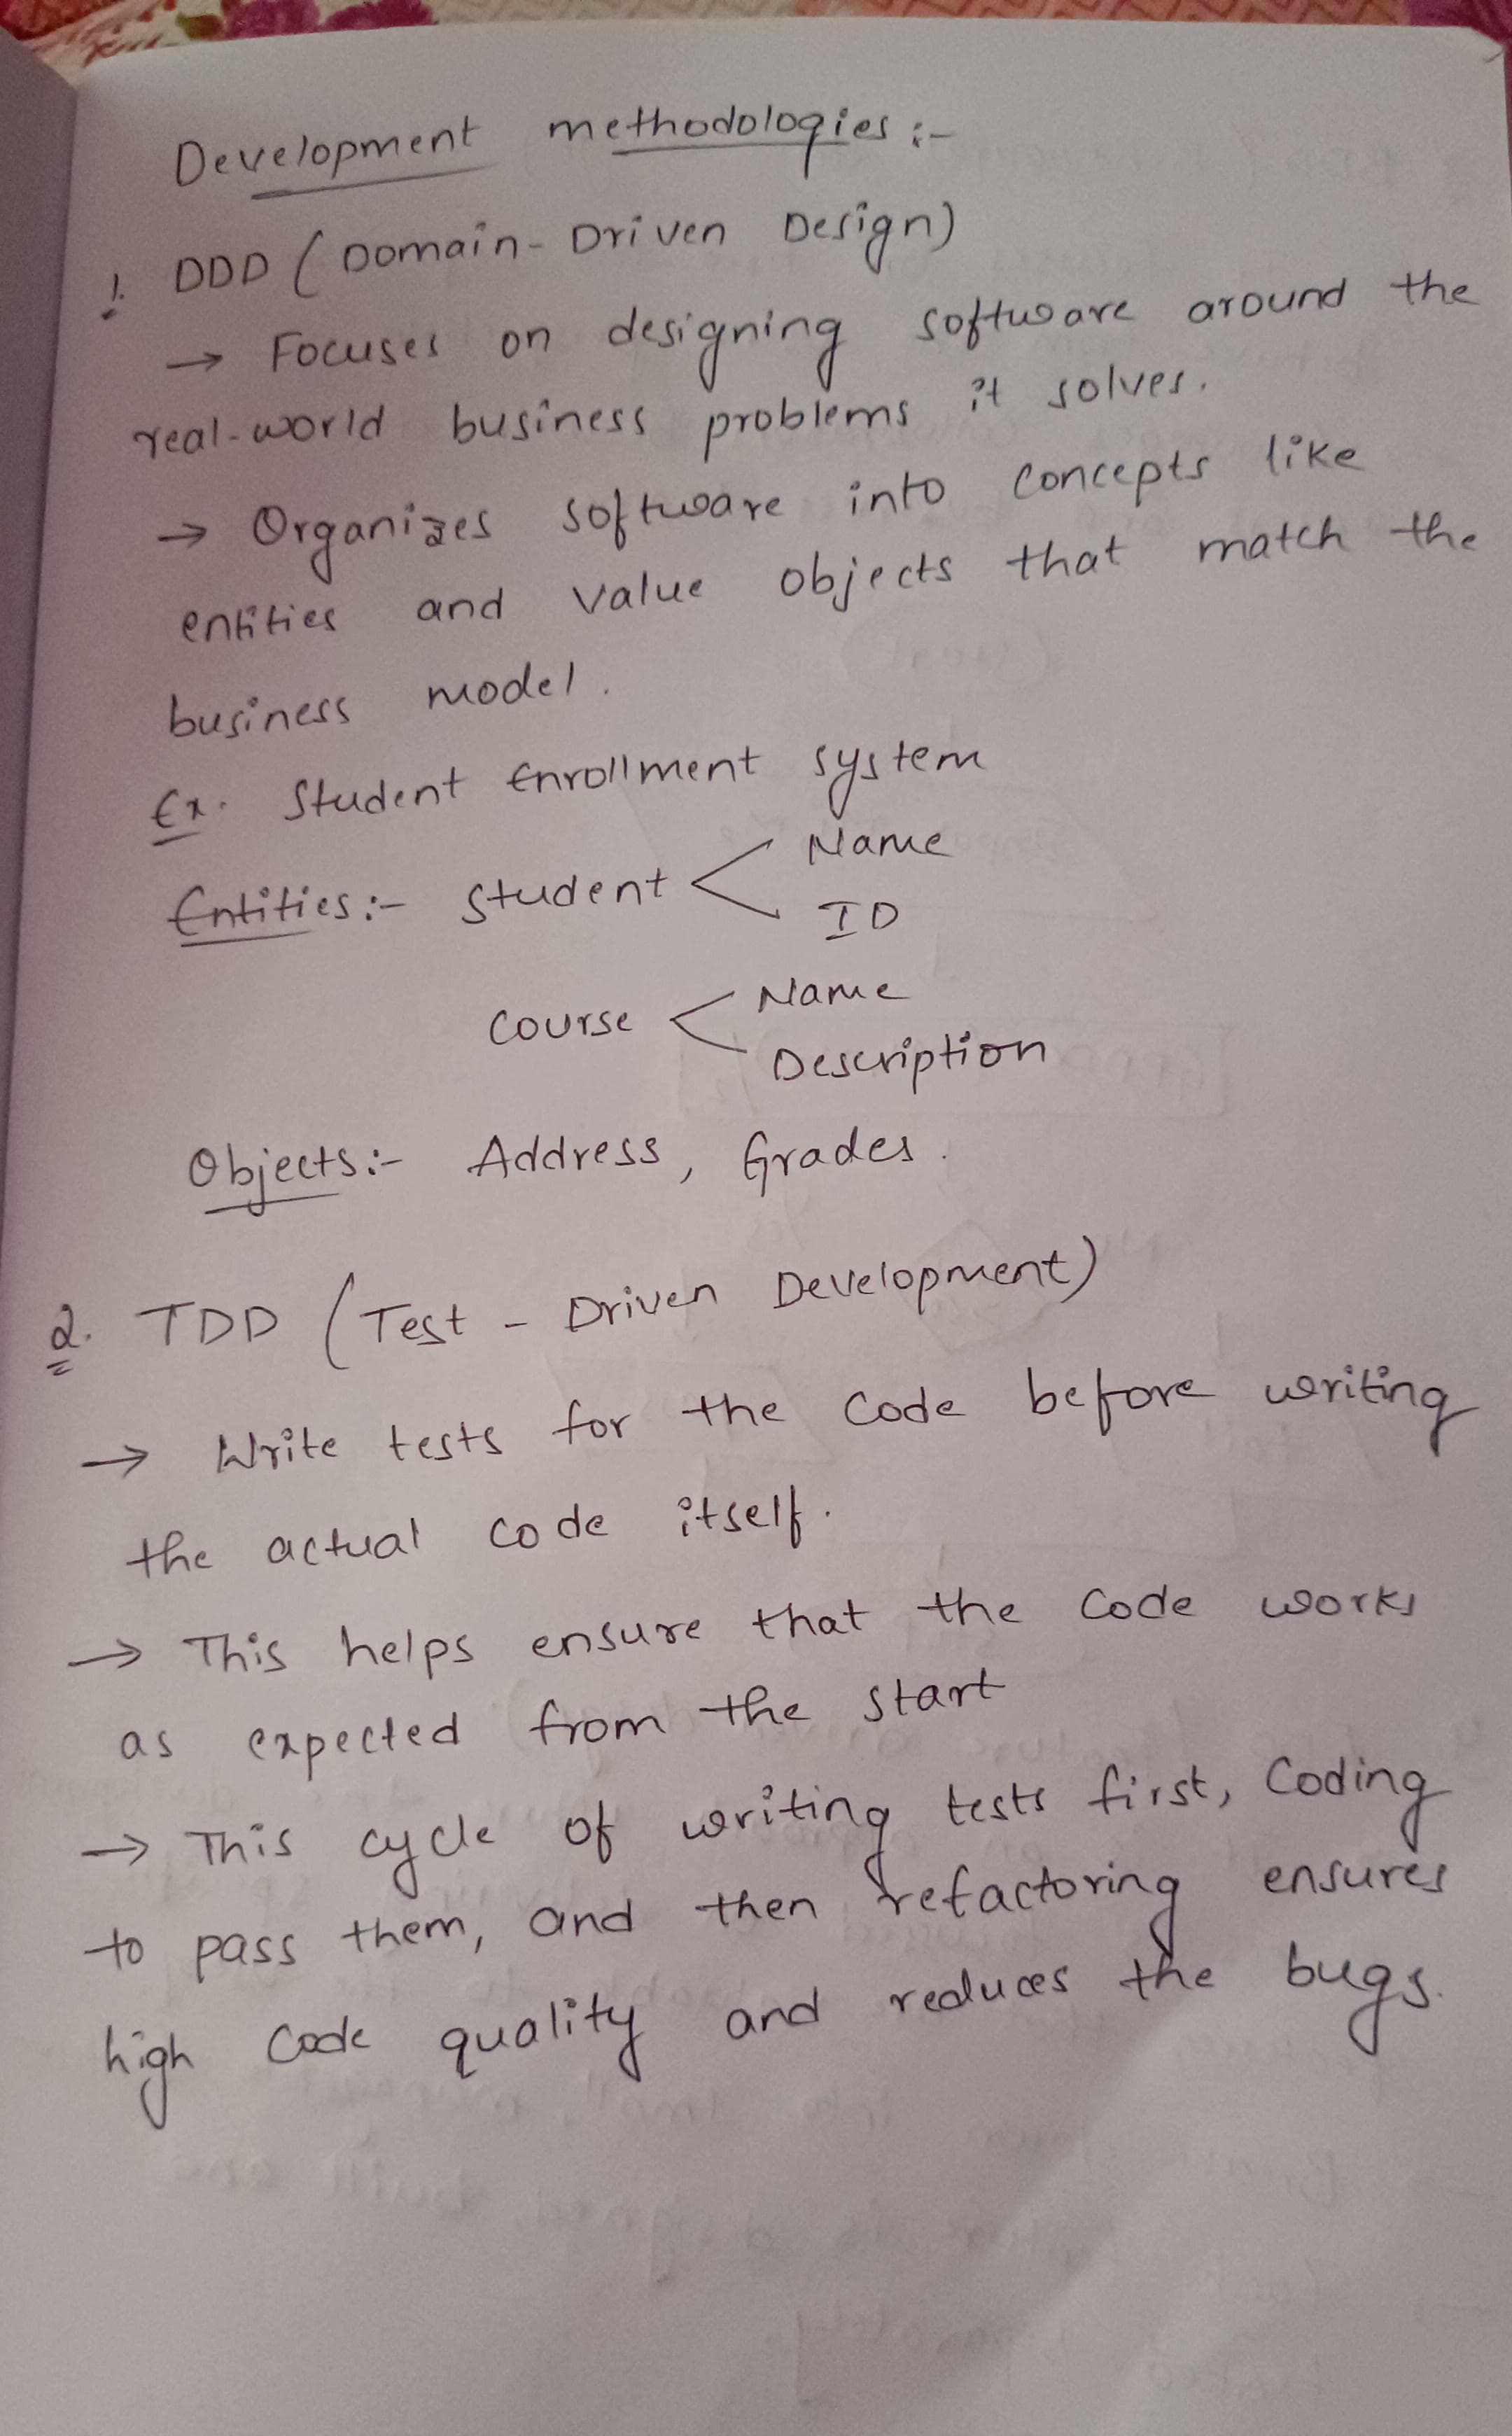 Development methodologies :-
1. DDD ( Domain - Driven Design)
→ Focuses on designing software around the
real-world business problems it solves.
→ Organizes software into concepts like
entities and value objects that match the
business model.
Ex. Student Enrollment system
Entities :- Student < Name
ID
Course < Name
Description
Objects :- Address, Grades.
2. TDD ( Test - Driven Development)
→ Write tests for the code before writing
the actual code itself.
→ This helps ensure that the code works
as expected from the start
→ This cycle of writing tests first, Coding
to pass them, and then refactoring ensures
high code quality and reduces the bugs.